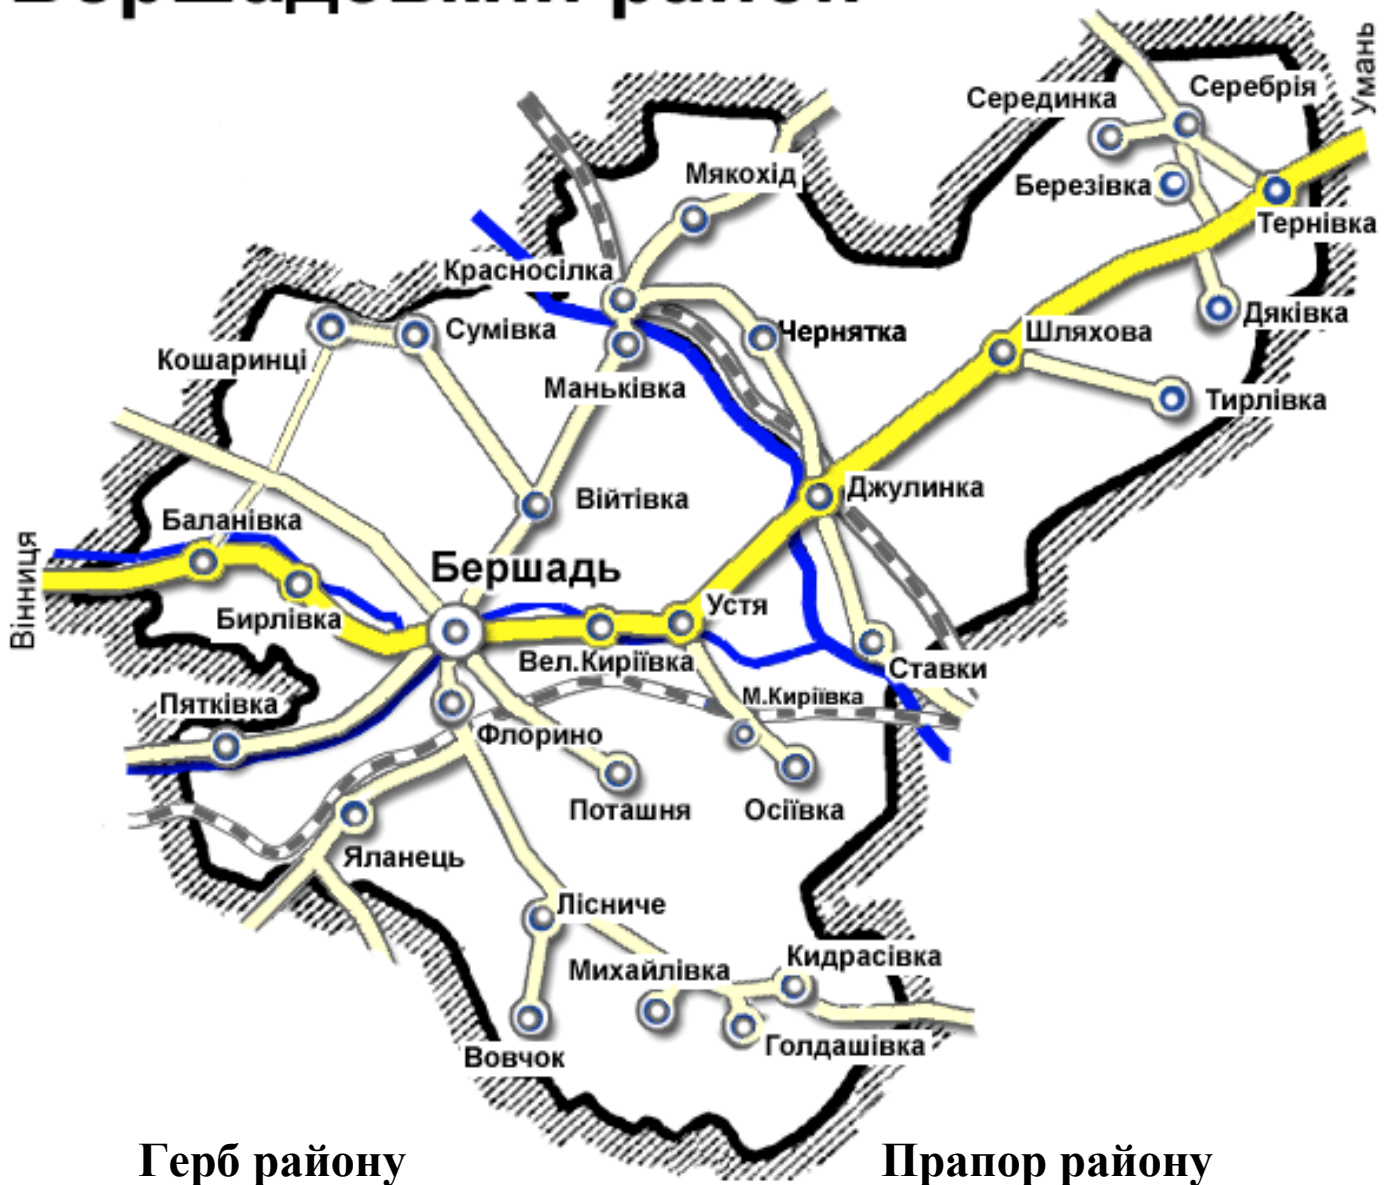 Бершадський район
Умань
Серебрія
Серединка
Мякохід
Березівка
Тернівка
Красносілка
Дяківка
Сумівка
Чернятка
Шляхова
Кошаринці
Маньківка
Тирлівка
Джулинка
Війтівка
Баланівка
Вінниця
Бершадь
Устя
Бирлівка
Вел.Киріївка
Ставки
М.Киріївка
Пятківка
Флорино
Поташня
Осіївка
Яланець
Лісниче
Кидрасівка
Михайлівка
Голдашівка
Вовчок
Герб району
Прапор району